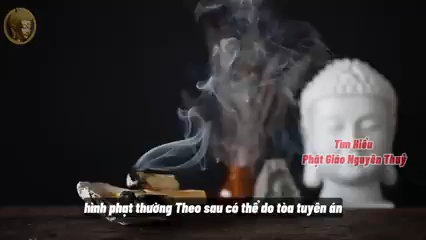 Tìm Hiểu
Phật Giáo Nguyên Thuỷ
hình phạt thường Theo sau có thể do tòa tuyên án